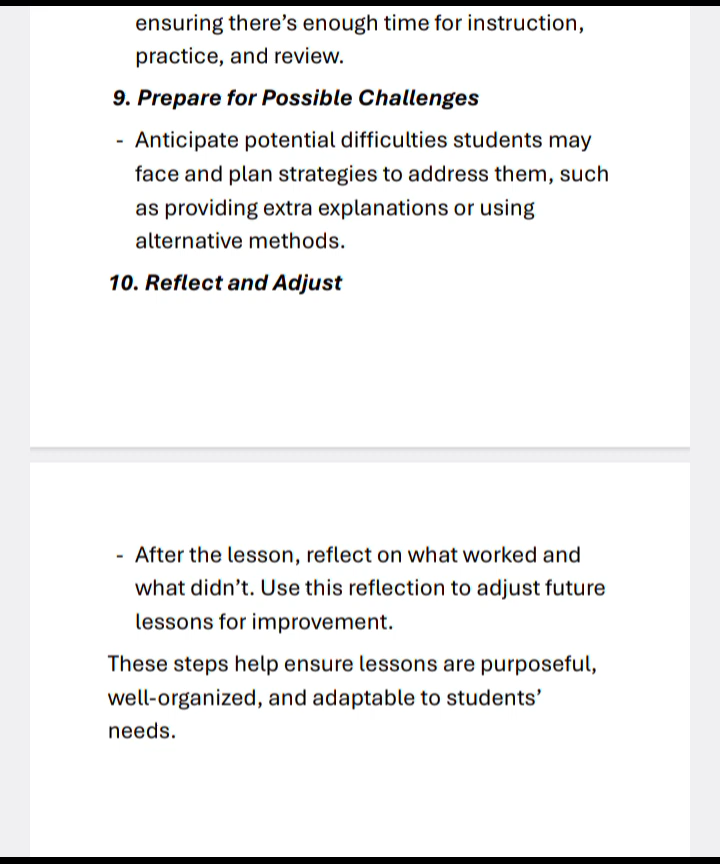 ensuring there’s enough time for instruction,
practice, and review.
9. Prepare for Possible Challenges
- Anticipate potential difficulties students may
face and plan strategies to address them, such
as providing extra explanations or using
alternative methods.
10. Reflect and Adjust
- After the lesson, reflect on what worked and
what didn’t. Use this reflection to adjust future
lessons for improvement.
These steps help ensure lessons are purposeful,
well-organized, and adaptable to students’
needs.